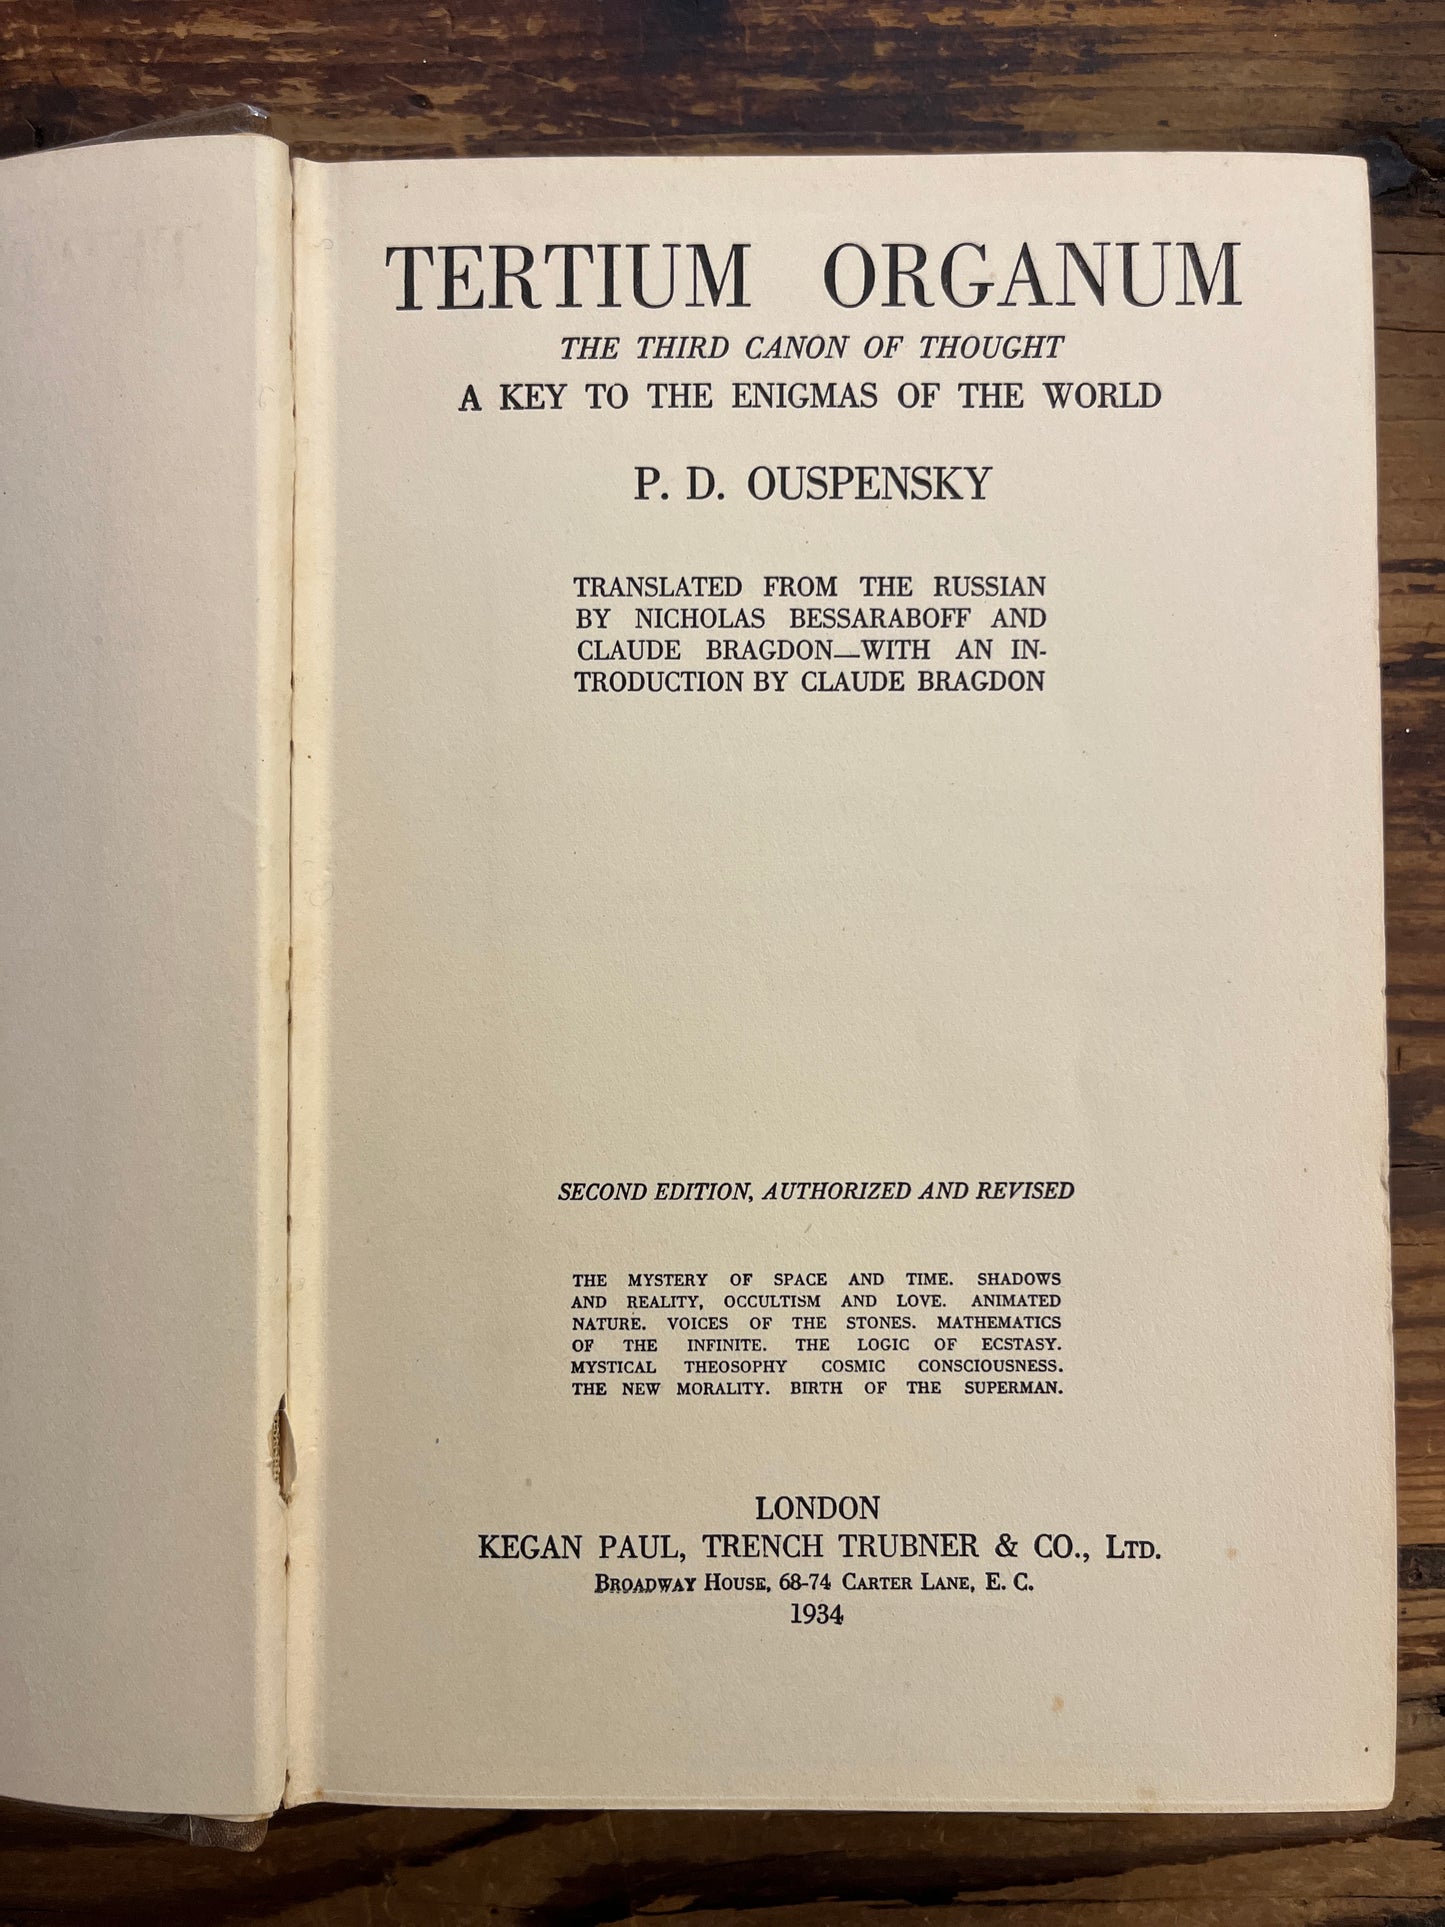 TERTIUM ORGANUM
THE THIRD CANON OF THOUGHT
A KEY TO THE ENIGMAS OF THE WORLD
P. D. OUSPENSKY
TRANSLATED FROM THE RUSSIAN
BY NICHOLAS BESSARABOFF AND
CLAUDE BRAGDON—WITH AN IN-
TRODUCTION BY CLAUDE BRAGDON
SECOND EDITION, AUTHORIZED AND REVISED
THE MYSTERY OF SPACE AND TIME. SHADOWS
AND REALITY, OCCULTISM AND LOVE. ANIMATED
NATURE. VOICES OF THE STONES. MATHEMATICS
OF THE INFINITE. THE LOGIC OF ECSTASY.
MYSTICAL THEOSOPHY COSMIC CONSCIOUSNESS.
THE NEW MORALITY. BIRTH OF THE SUPERMAN.
LONDON
KEGAN PAUL, TRENCH TRUBNER & CO., LTD.
BROADWAY HOUSE, 68-74 CARTER LANE, E. C.
1934